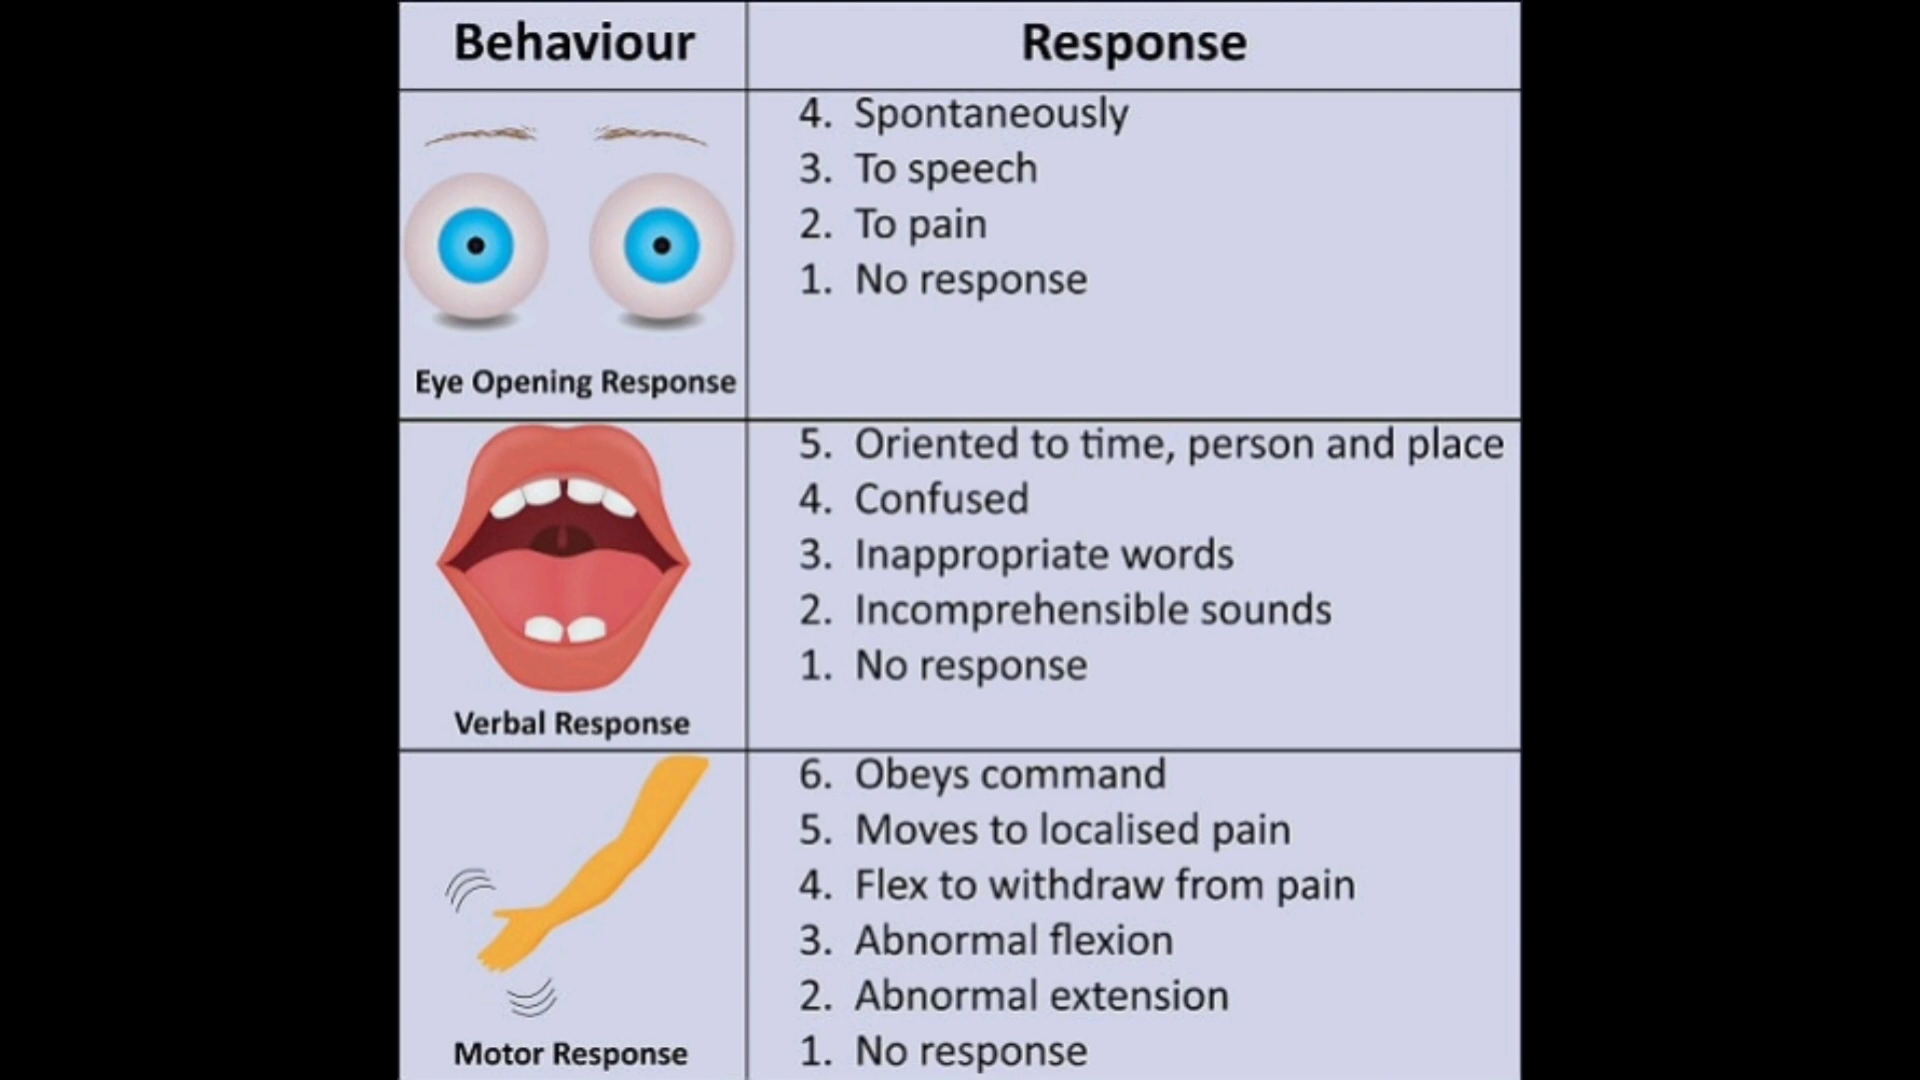 Behaviour
Response
4. Spontaneously
3. To speech
2. To pain
1. No response
Eye Opening Response
5. Oriented to time, person and place
4. Confused
3. Inappropriate words
2. Incomprehensible sounds
1. No response
Verbal Response
6. Obeys command
5. Moves to localised pain
4. Flex to withdraw from pain
3. Abnormal flexion
2. Abnormal extension
1. No response
Motor Response